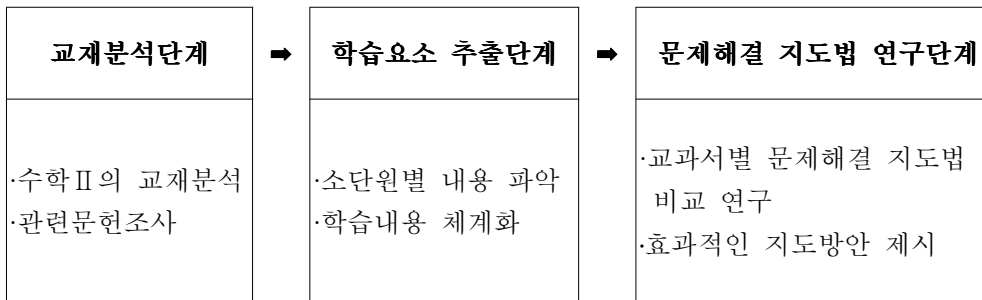 교재분석단계 ➡ 학습요소 추출단계 ➡ 문제해결 지도법 연구단계
·수학Ⅱ의 교재분석
·관련문헌조사
·소단원별 내용 파악
·학습내용 체계화
·교과서별 문제해결 지도법
비교 연구
·효과적인 지도방안 제시